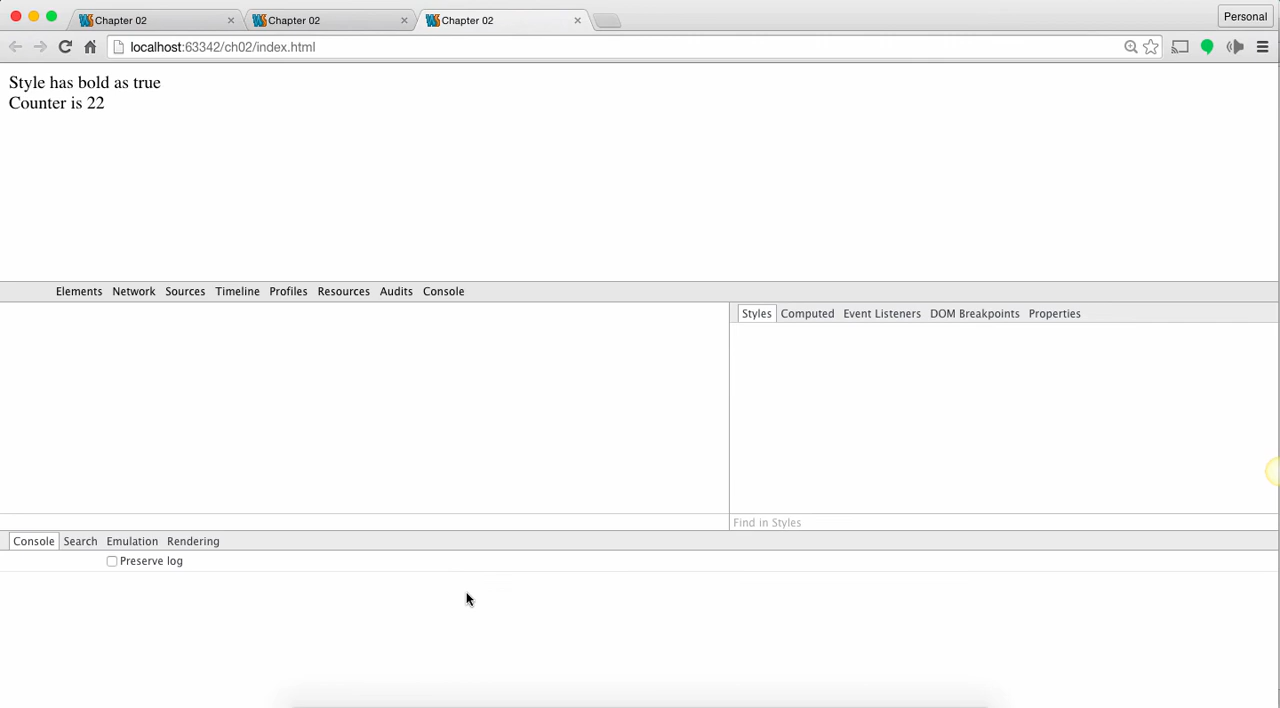 Chapter 02
Chapter 02
Chapter 02
Personal
localhost:63342/ch02/index.html
Style has bold as true
Counter is 22
Elements Network Sources Timeline Profiles Resources Audits Console
Styles Computed Event Listeners DOM Breakpoints Properties
Find in Styles
Console Search Emulation Rendering
Preserve log